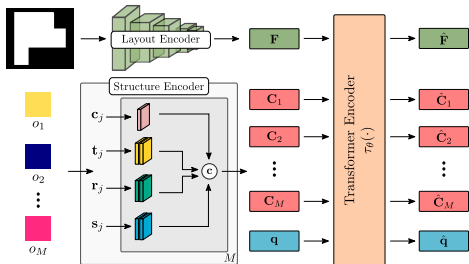 Layout Encoder
F
F̂
Structure Encoder
o₁
o₂
o_M
c_j
t_j
r_j
s_j
c
M
C₁
C₂
C_M
q
Transformer Encoder
τ_θ(·)
Ĉ₁
Ĉ₂
Ĉ_M
q̂